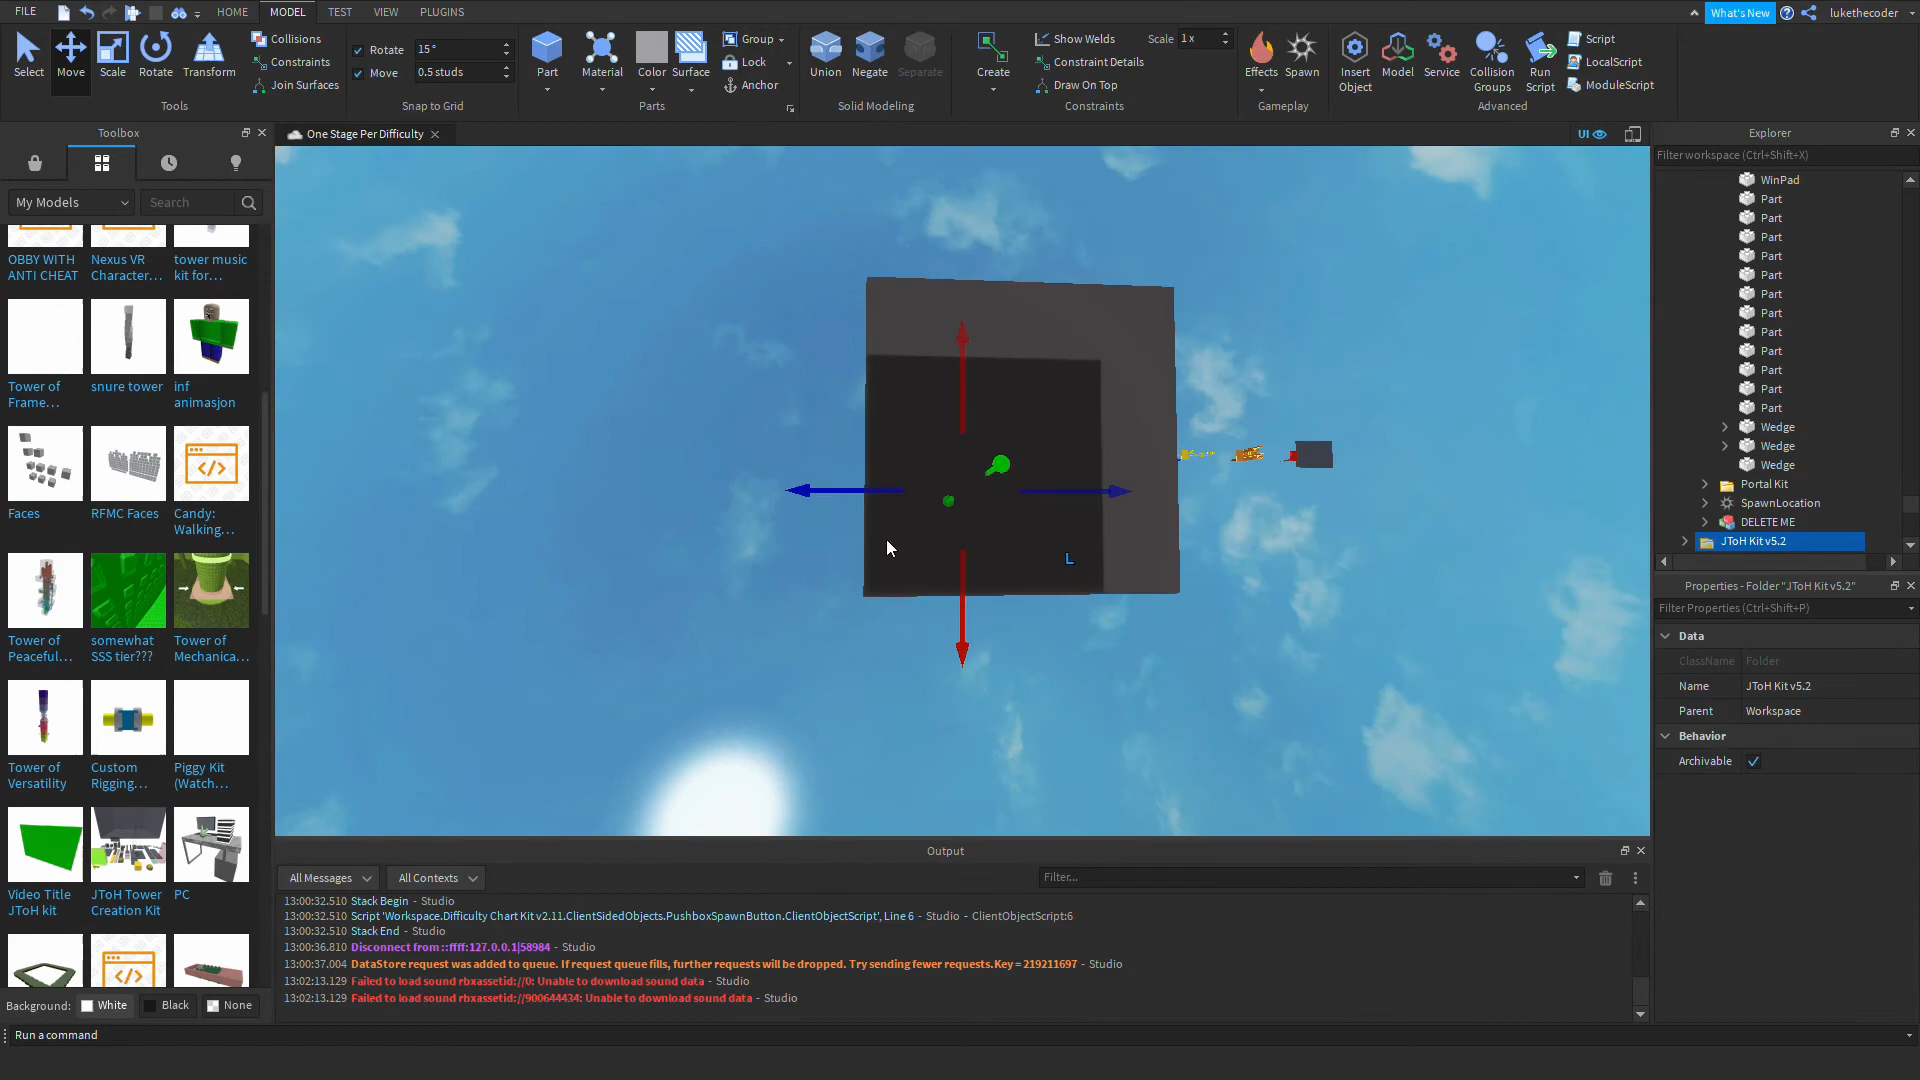 FILE
HOME
MODEL
TEST
VIEW
PLUGINS
What's New
lukethecoder
Select
Move
Scale
Rotate
Transform
Tools
Collisions
Constraints
Join Surfaces
Rotate
15 °
Move
0.5 studs
Snap to Grid
Part
Material
Color
Surface
Group
Lock
Anchor
Parts
Union
Negate
Separate
Solid Modeling
Create
Show Welds
Constraint Details
Draw On Top
Scale
1 x
Constraints
Effects
Spawn
Gameplay
Insert
Object
Model
Service
Collision
Groups
Run
Script
Script
LocalScript
ModuleScript
Advanced
Toolbox
My Models
Search
OBBY WITH
ANTI CHEAT
Nexus VR
Character...
tower music
kit for...
Tower of
Frame...
snure tower
inf
animasjon
Faces
RFMC Faces
Candy:
Walking...
Tower of
Peaceful...
somewhat
SSS tier???
Tower of
Mechanica...
Tower of
Versatility
Custom
Rigging...
Piggy Kit
(Watch...
Video Title
JToH kit
JToH Tower
Creation Kit
PC
Background:
White
Black
None
Run a command
One Stage Per Difficulty
UI
L
Output
All Messages
All Contexts
Filter...
13:00:32.510 Stack Begin - Studio
13:00:32.510 Script 'Workspace.Difficulty Chart Kit v2.11.ClientSidedObjects.PushboxSpawnButton.ClientObjectScript', Line 6 - Studio - ClientObjectScript:6
13:00:32.510 Stack End - Studio
13:00:36.810 Disconnect from ::ffff:127.0.0.1|58984 - Studio
13:00:37.004 DataStore request was added to queue. If request queue fills, further requests will be dropped. Try sending fewer requests.Key = 219211697 - Studio
13:02:13.129 Failed to load sound rbxassetid://0: Unable to download sound data - Studio
13:02:13.129 Failed to load sound rbxassetid://900644434: Unable to download sound data - Studio
Explorer
Filter workspace (Ctrl+Shift+X)
WinPad
Part
Part
Part
Part
Part
Part
Part
Part
Part
Part
Part
Part
Wedge
Wedge
Wedge
Portal Kit
SpawnLocation
DELETE ME
JToH Kit v5.2
Properties - Folder "JToH Kit v5.2"
Filter Properties (Ctrl+Shift+P)
Data
ClassName Folder
Name JToH Kit v5.2
Parent Workspace
Behavior
Archivable